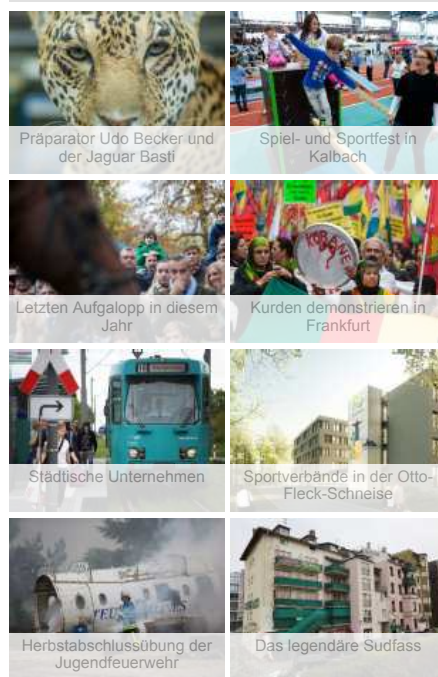 Präparator Udo Becker und
der Jaguar Basti
Spiel- und Sportfest in
Kalbach
Letzten Aufgalopp in diesem
Jahr
KOBANE
Kurden demonstrieren in
Frankfurt
Städtische Unternehmen
Sportverbände in der Otto-
Fleck-Schneise
Herbstabschlussübung der
Jugendfeuerwehr
Das legendäre Sudfass